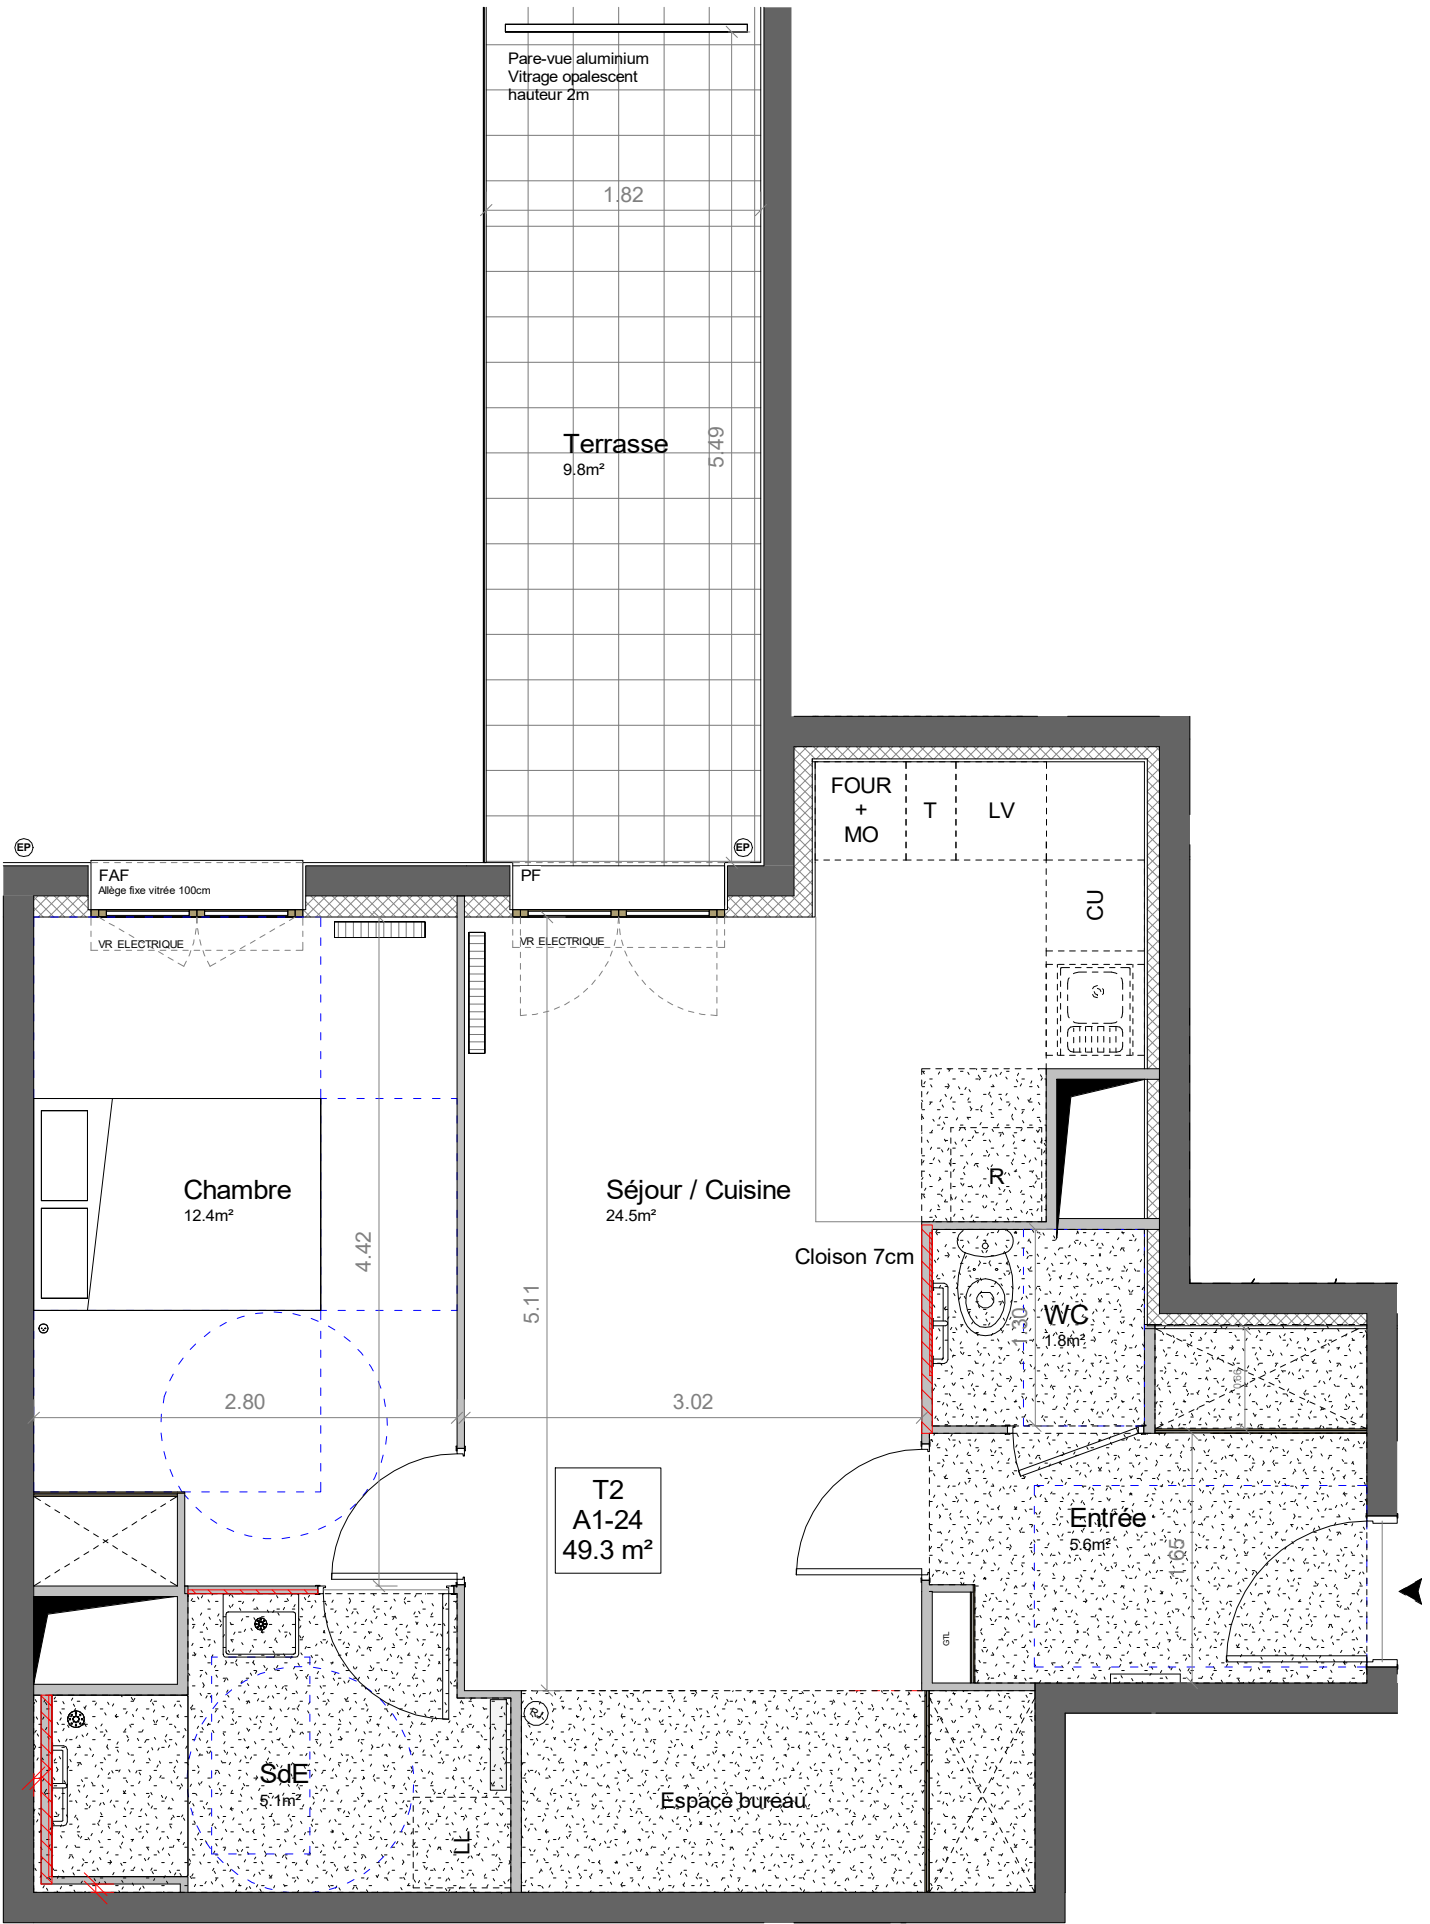 Pare-vue aluminium
Vitrage opalescent
hauteur 2m
1.82
Terrasse
9.8m²
5.49
FOUR
+
MO
T
LV
EP
EP
FAF
Allège fixe vitrée 100cm
PF
CU
VR ELECTRIQUE
VR ELECTRIQUE
R
Chambre
12.4m²
Séjour / Cuisine
24.5m²
4.42
Cloison 7cm
5.11
1.30
WC
1.8m²
0.66
2.80
3.02
T2
A1-24
49.3 m²
Entrée
5.6m²
1.65
GTL
SdE
5.1m²
Espace bureau
LL